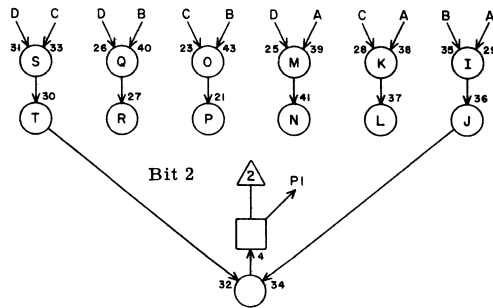 D C D B C B D A C A B A
31 33 26 40 23 43 25 39 28 38 35 29
S Q O M K I
30 27 21 41 37 36
T R P N L J
Bit 2
2
P1
4
32 34